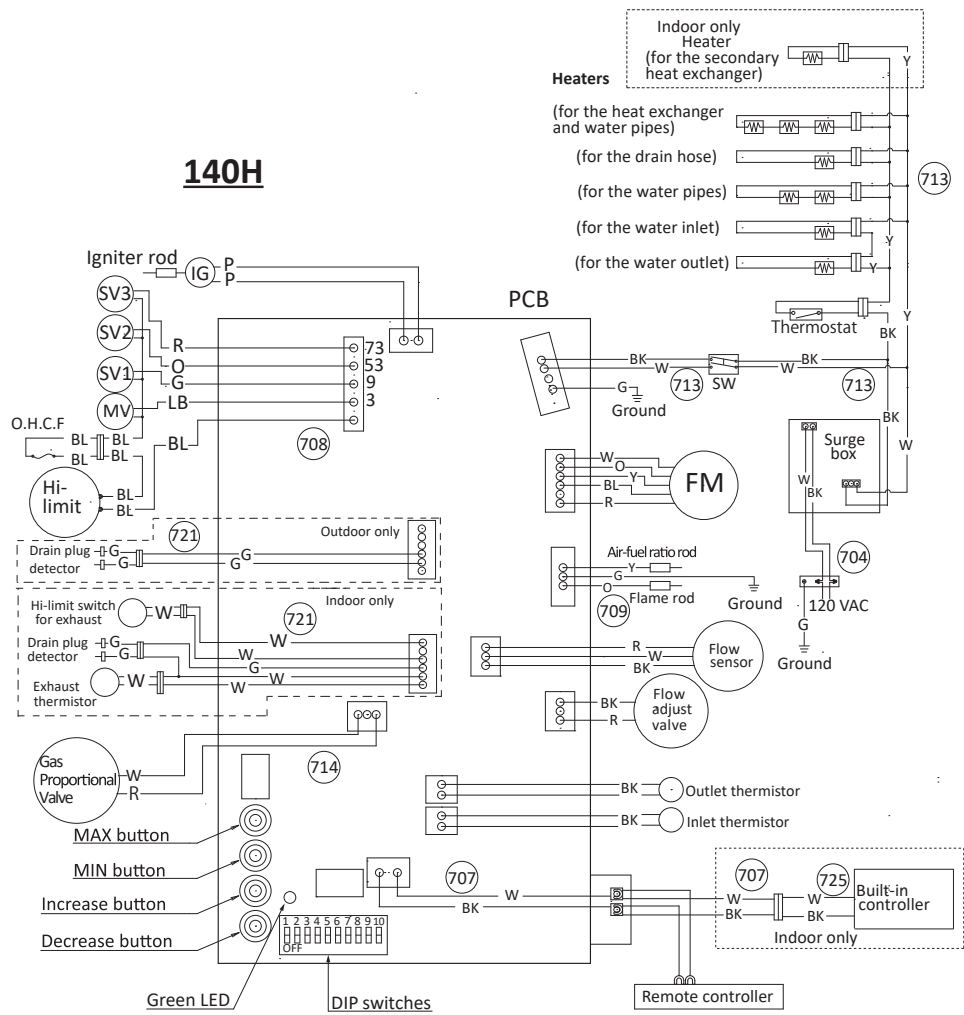 140H
Indoor only
Heater
(for the secondary
heat exchanger)
Y
Heaters
(for the heat exchanger
and water pipes)
(for the drain hose)
713
(for the water pipes)
(for the water inlet)
Y
Y
(for the water outlet)
Y
Thermostat
BK
Y
Igniter rod
IG
P
P
SV3
SV2
SV1
MV
R
O
G
LB
BL
73
53
9
3
708
O.H.C.F
BL
BL
BL
BL
Hi-
limit
BL
BL
PCB
BK
W
713
SW
BK
W
713
G
Ground
BK
W
Surge
box
W
BK
704
120 VAC
G
Ground
W
O
Y
BL
R
FM
Air-fuel ratio rod
Y
G
O
709
Flame rod
Ground
721
Outdoor only
Drain plug
detector
G
G
G
G
Indoor only
721
Hi-limit switch
for exhaust
W
W
Drain plug
detector
G
G
W
G
Exhaust
thermistor
W
W
W
R
W
BK
Flow
sensor
BK
R
Flow
adjust
valve
Gas
Proportional
Valve
W
R
714
BK
Outlet thermistor
BK
Inlet thermistor
MAX button
MIN button
Increase button
Decrease button
Green LED
1 2 3 4 5 6 7 8 9 10
OFF
DIP switches
707
W
BK
707
725
W
W
BK
BK
Built-in
controller
Indoor only
Remote controller